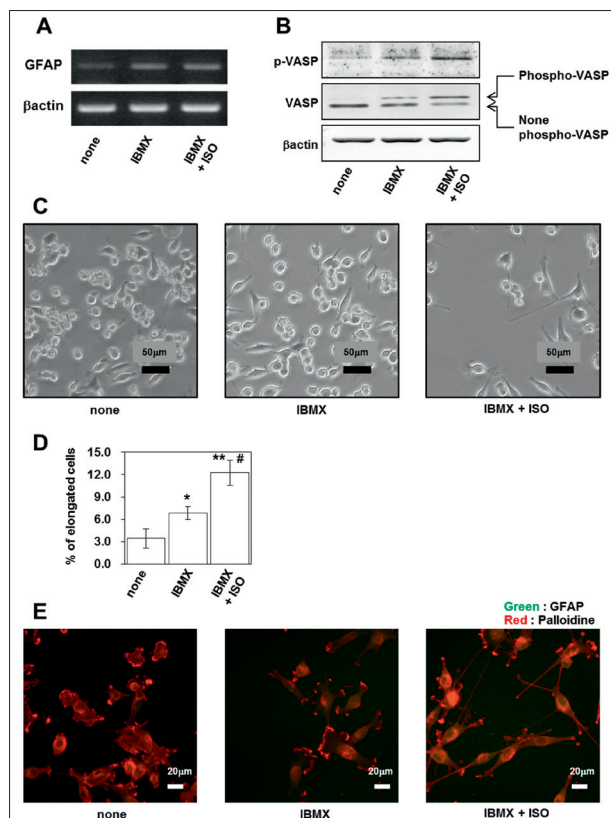 A
GFAP
βactin
none
IBMX
IBMX
+ ISO
B
p-VASP
VASP
βactin
Phospho-VASP
None
phospho-VASP
none
IBMX
IBMX
+ ISO
C
50μm
50μm
50μm
none
IBMX
IBMX + ISO
D
% of elongated cells
15.0
12.0
9.0
6.0
3.0
0.0
*
** #
none
IBMX
IBMX
+ ISO
E
Green : GFAP
Red : Palloidine
20μm
20μm
20μm
none
IBMX
IBMX + ISO